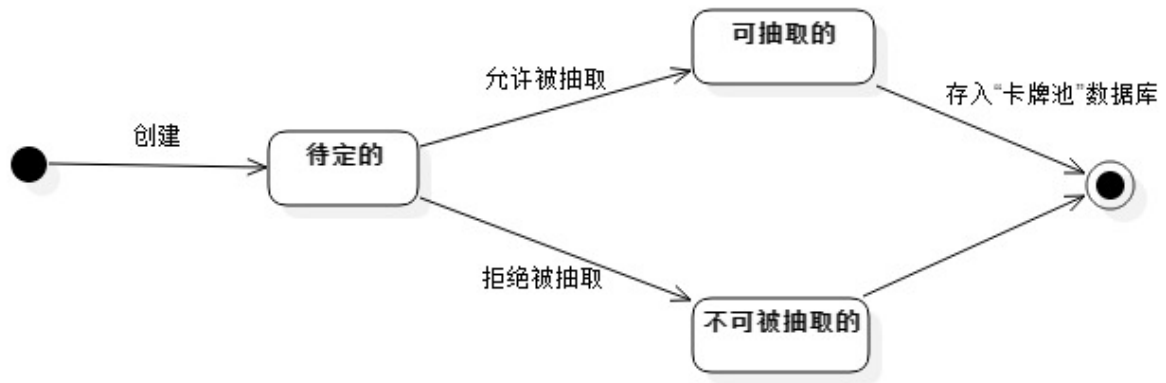 可抽取的
允许被抽取
存入“卡牌池”数据库
创建
待定的
拒绝被抽取
不可被抽取的